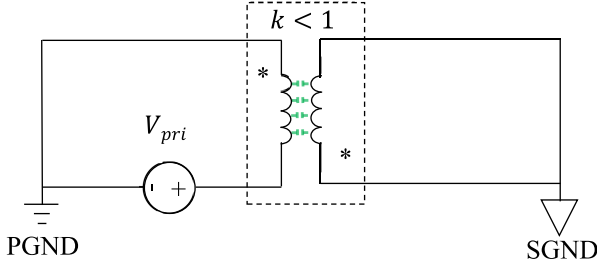 k < 1
*
V_pri
*
- +
PGND
SGND